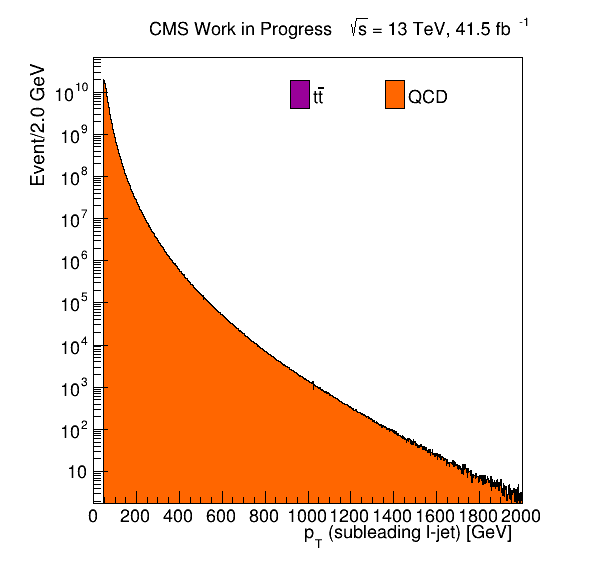 CMS Work in Progress √s = 13 TeV, 41.5 fb⁻¹
Event/2.0 GeV
tt̄
QCD
10¹⁰
10⁹
10⁸
10⁷
10⁶
10⁵
10⁴
10³
10²
10
0 200 400 600 800 1000 1200 1400 1600 1800 2000
p_T (subleading l-jet) [GeV]